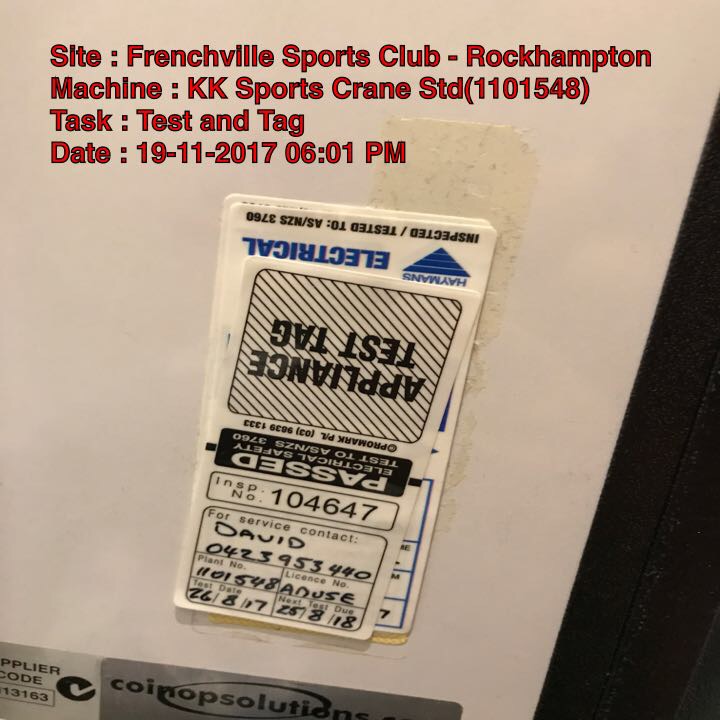 Site : Frenchville Sports Club - Rockhampton
Machine : KK Sports Crane Std(1101548)
Task : Test and Tag
Date : 19-11-2017 06:01 PM
INSPECTED / TESTED TO: AS/NZS 3760
HAYMANS
ELECTRICAL
APPLIANCE
TEST TAG
©PROMARK P/L (03) 9639 1333
PASSED
ELECTRICAL SAFETY
TEST TO AS/NZS 3760
Insp. No. 104647
For service contact:
DAVID
0423953440
Plant No. Licence No.
1101548
Test Date Next Test Due
26/8/17 25/8/18
7
CODE
13163
coinopsolutions